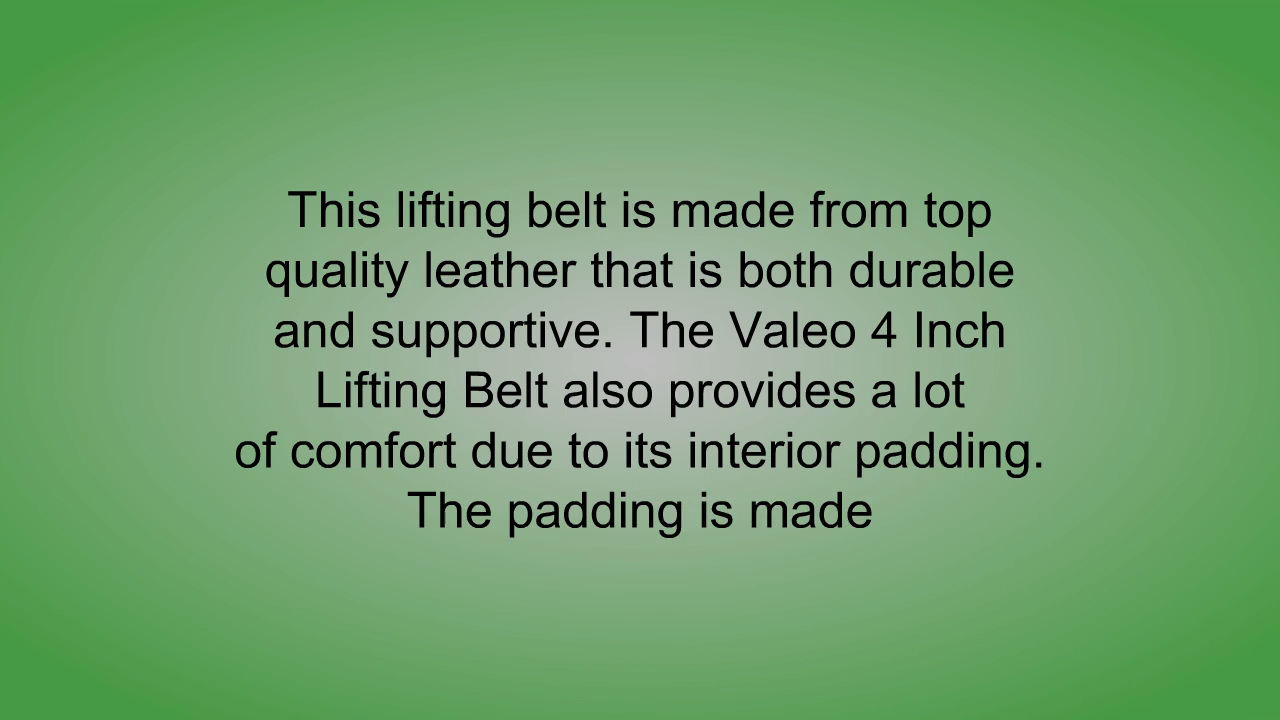 This lifting belt is made from top
quality leather that is both durable
and supportive. The Valeo 4 Inch
Lifting Belt also provides a lot
of comfort due to its interior padding.
The padding is made